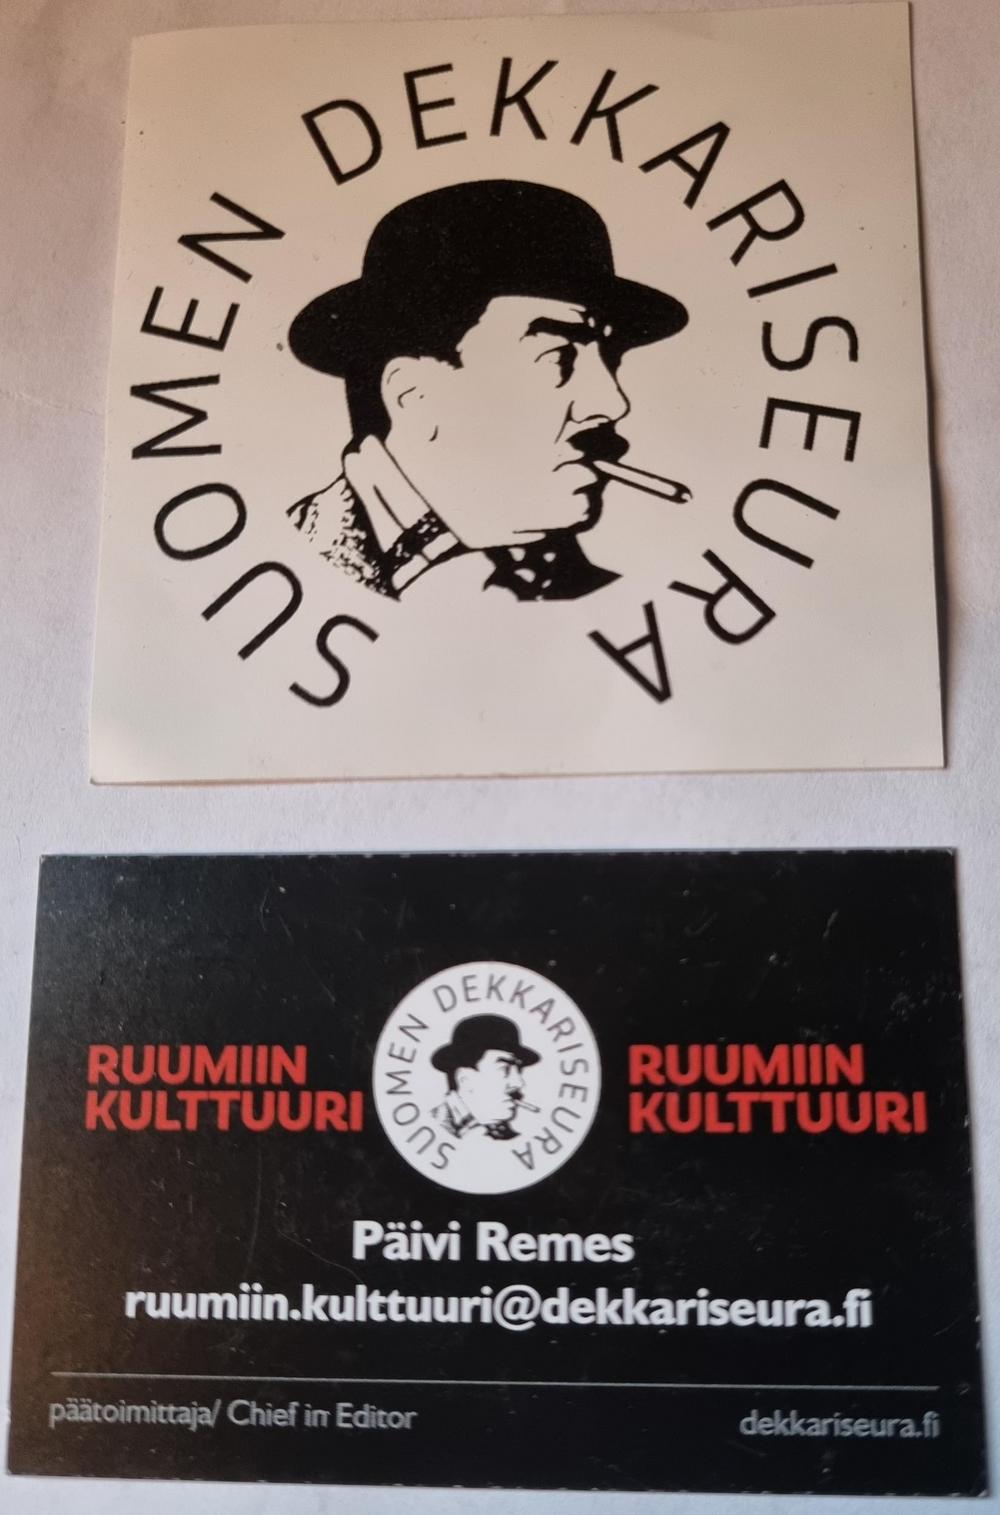 SUOMEN DEKKARISEURA
RUUMIIN
KULTTUURI
SUOMEN DEKKARISEURA
RUUMIIN
KULTTUURI
Päivi Remes
ruumiin.kulttuuri@dekkariseura.fi
päätoimittaja/ Chief in Editor
dekkariseura.fi